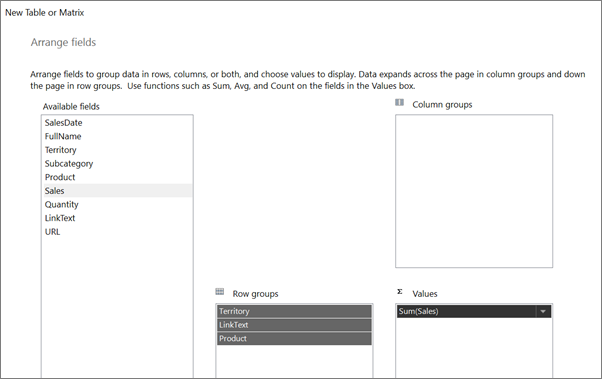 New Table or Matrix
Arrange fields
Arrange fields to group data in rows, columns, or both, and choose values to display. Data expands across the page in column groups and down
the page in row groups.  Use functions such as Sum, Avg, and Count on the fields in the Values box.
Available fields
SalesDate
FullName
Territory
Subcategory
Product
Sales
Quantity
LinkText
URL
Column groups
Row groups
Territory
LinkText
Product
Σ Values
Sum(Sales)